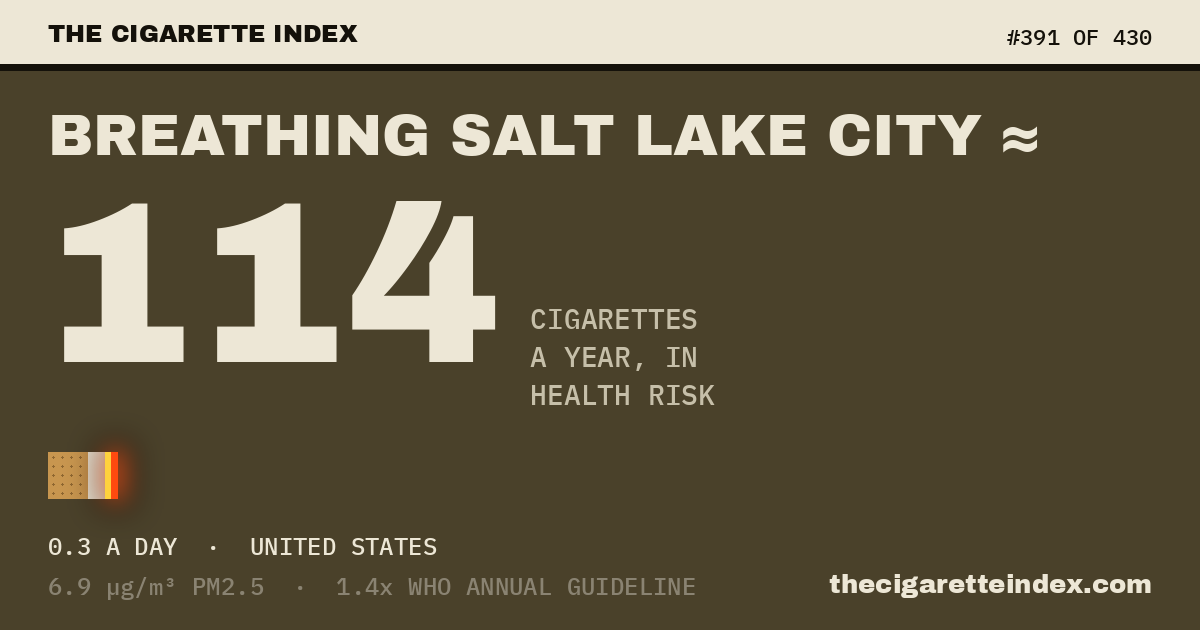 THE CIGARETTE INDEX
#391 OF 430
BREATHING SALT LAKE CITY ≈
114
CIGARETTES
A YEAR, IN
HEALTH RISK
0.3 A DAY · UNITED STATES
6.9 µg/m³ PM2.5 · 1.4x WHO ANNUAL GUIDELINE
thecigaretteindex.com